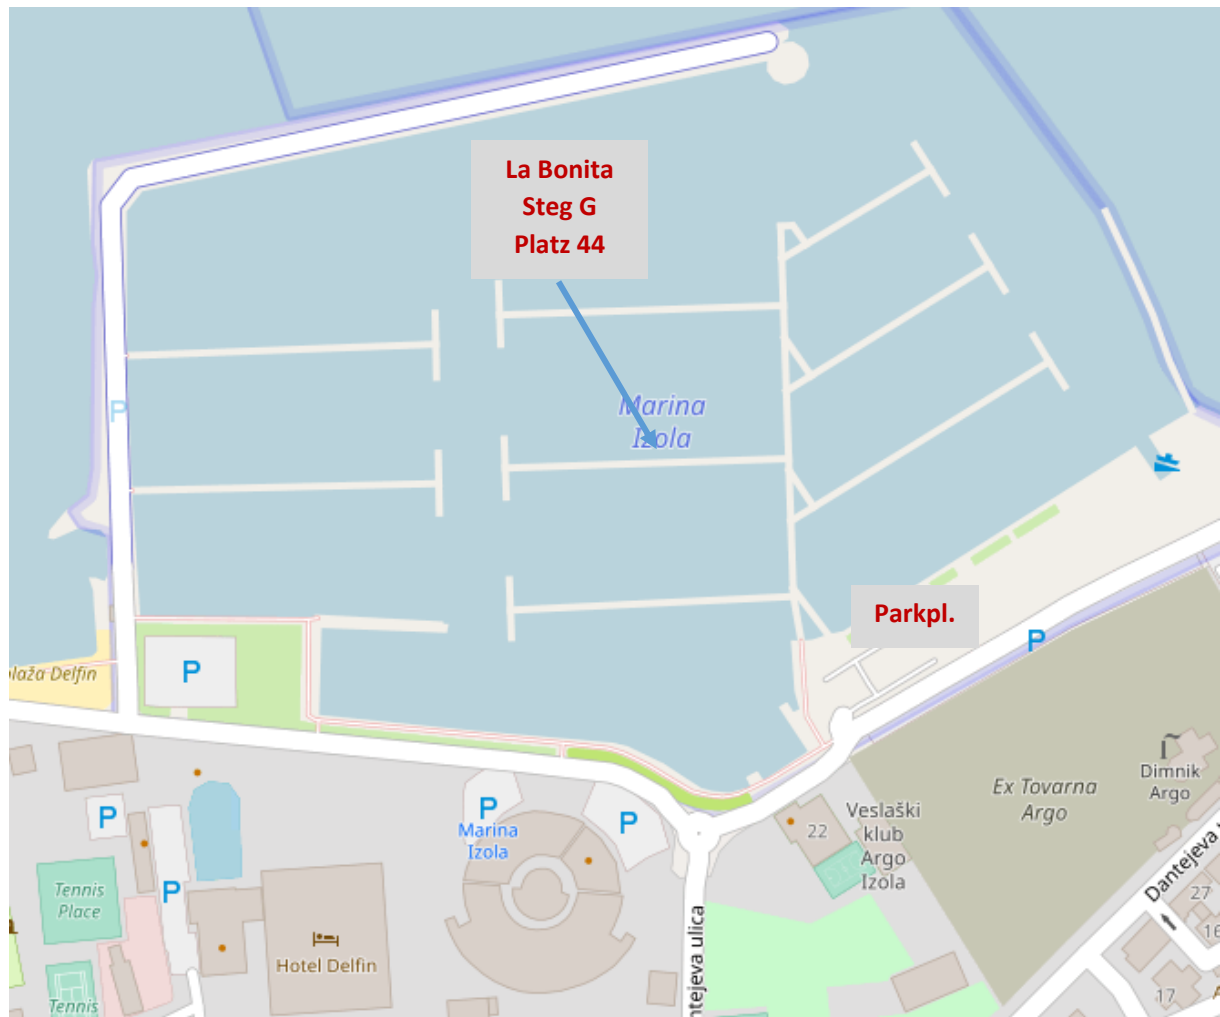 La Bonita
Steg G
Platz 44
P
Marina
Izola
Parkpl.
P
laža Delfin
P
Dimnik
Argo
Ex Tovarna
Argo
P
P
P
Marina
Izola
22
Veslaški
klub
Argo
Izola
Dantejeva
Tennis
Place
P
27
16
Hotel Delfin
ntejeva ulica
17
Tennis